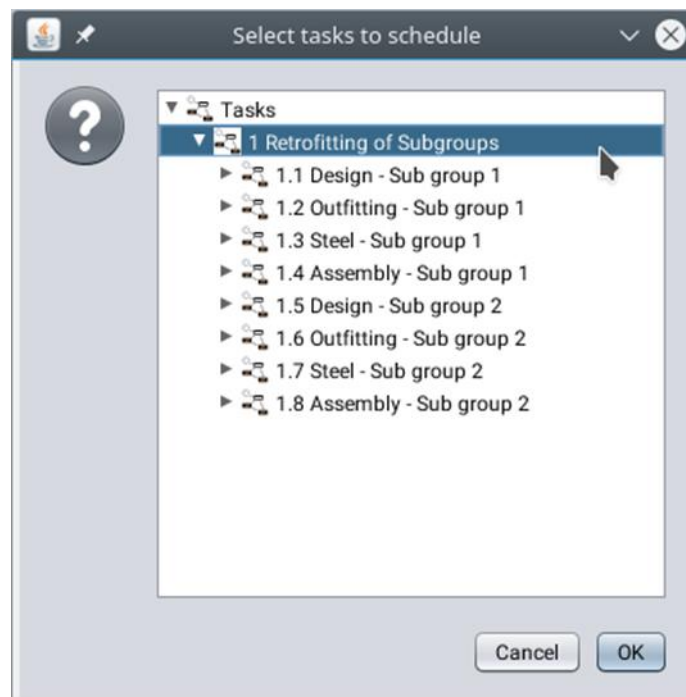 Select tasks to schedule
Tasks
1 Retrofitting of Subgroups
1.1 Design - Sub group 1
1.2 Outfitting - Sub group 1
1.3 Steel - Sub group 1
1.4 Assembly - Sub group 1
1.5 Design - Sub group 2
1.6 Outfitting - Sub group 2
1.7 Steel - Sub group 2
1.8 Assembly - Sub group 2
Cancel OK